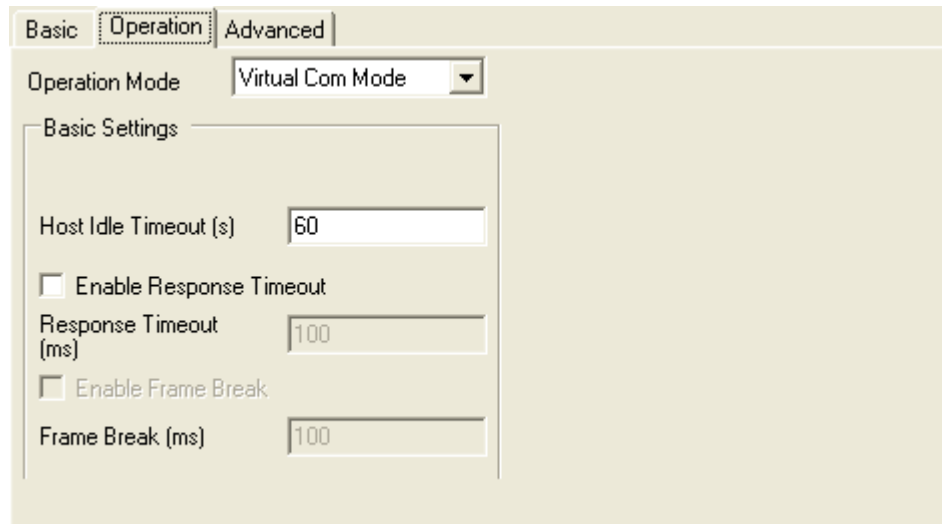 Basic Operation Advanced
Operation Mode Virtual Com Mode
Basic Settings
Host Idle Timeout (s) 60
Enable Response Timeout
Response Timeout
(ms) 100
Enable Frame Break
Frame Break (ms) 100